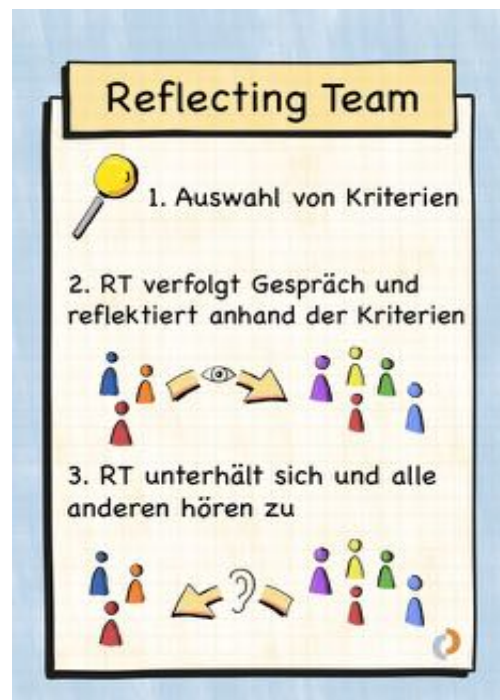 Reflecting Team
1. Auswahl von Kriterien
2. RT verfolgt Gespräch und
reflektiert anhand der Kriterien
3. RT unterhält sich und alle
anderen hören zu